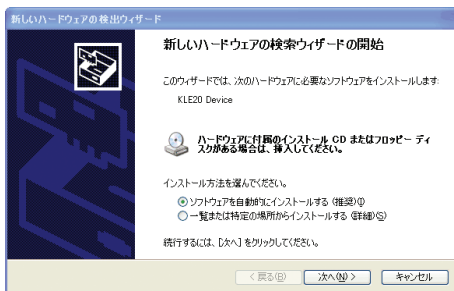 新しいハードウェアの検出ウィザード
新しいハードウェアの検索ウィザードの開始
このウィザードでは、次のハードウェアに必要なソフトウェアをインストールします:
KLE20 Device
ハードウェアに付属のインストール CD またはフロッピー ディ
スクがある場合は、挿入してください。
インストール方法を選んでください。
ソフトウェアを自動的にインストールする (推奨)(I)
一覧または特定の場所からインストールする (詳細)(S)
続行するには、[次へ] をクリックしてください。
< 戻る(B)
次へ(N) >
キャンセル